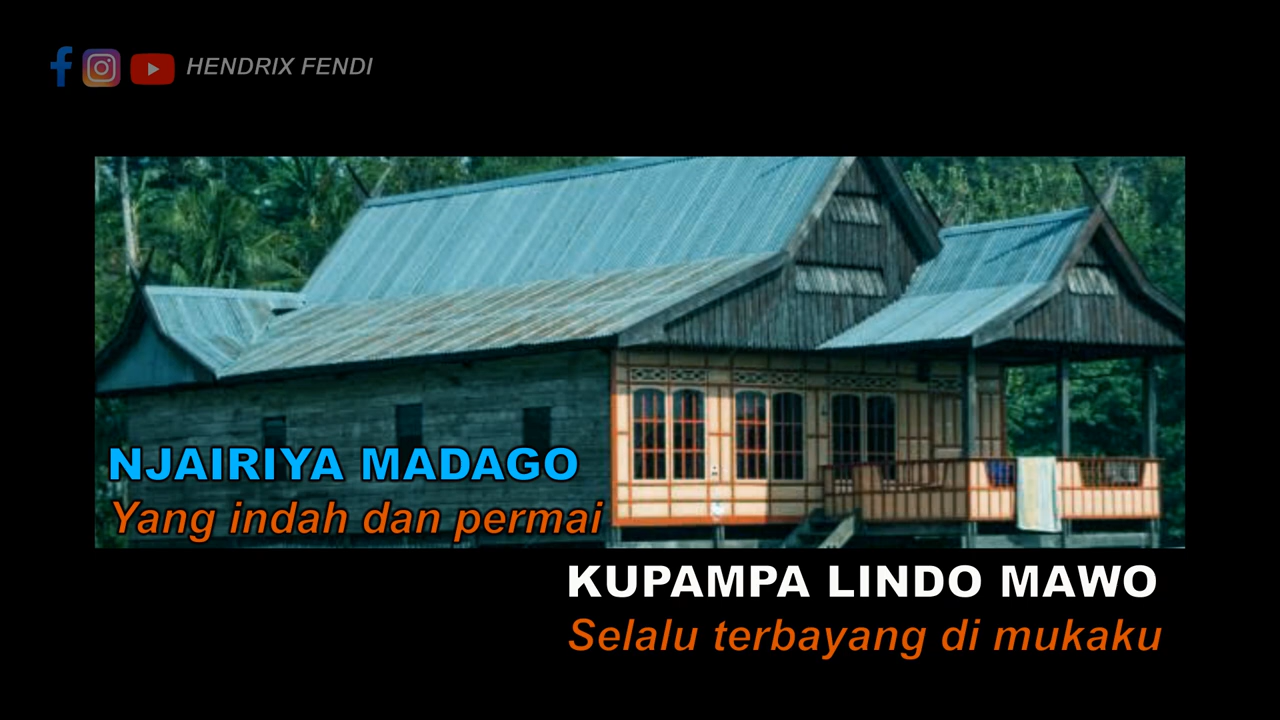 HENDRIX FENDI
NJAIRIYA MADAGO
Yang indah dan permai
KUPAMPA LINDO MAWO
Selalu terbayang di mukaku